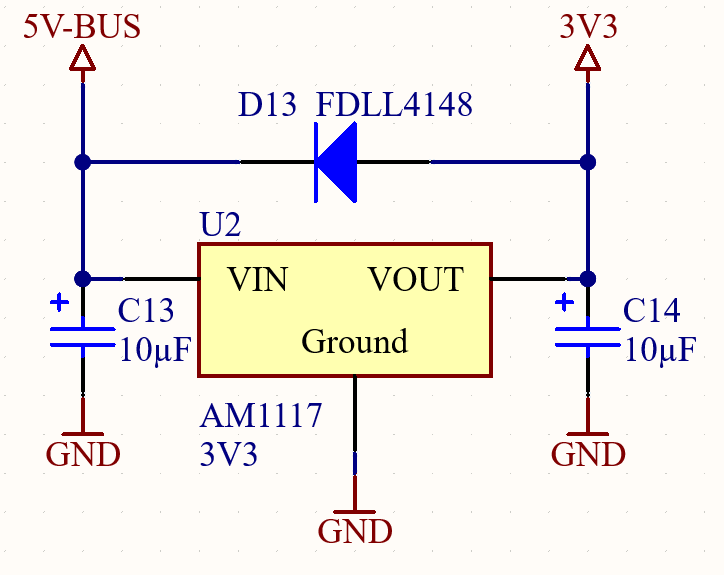 5V-BUS
3V3
D13 FDLL4148
U2
VIN VOUT
+
C13
10µF
Ground
+
C14
10µF
AM1117
3V3
GND
GND
GND